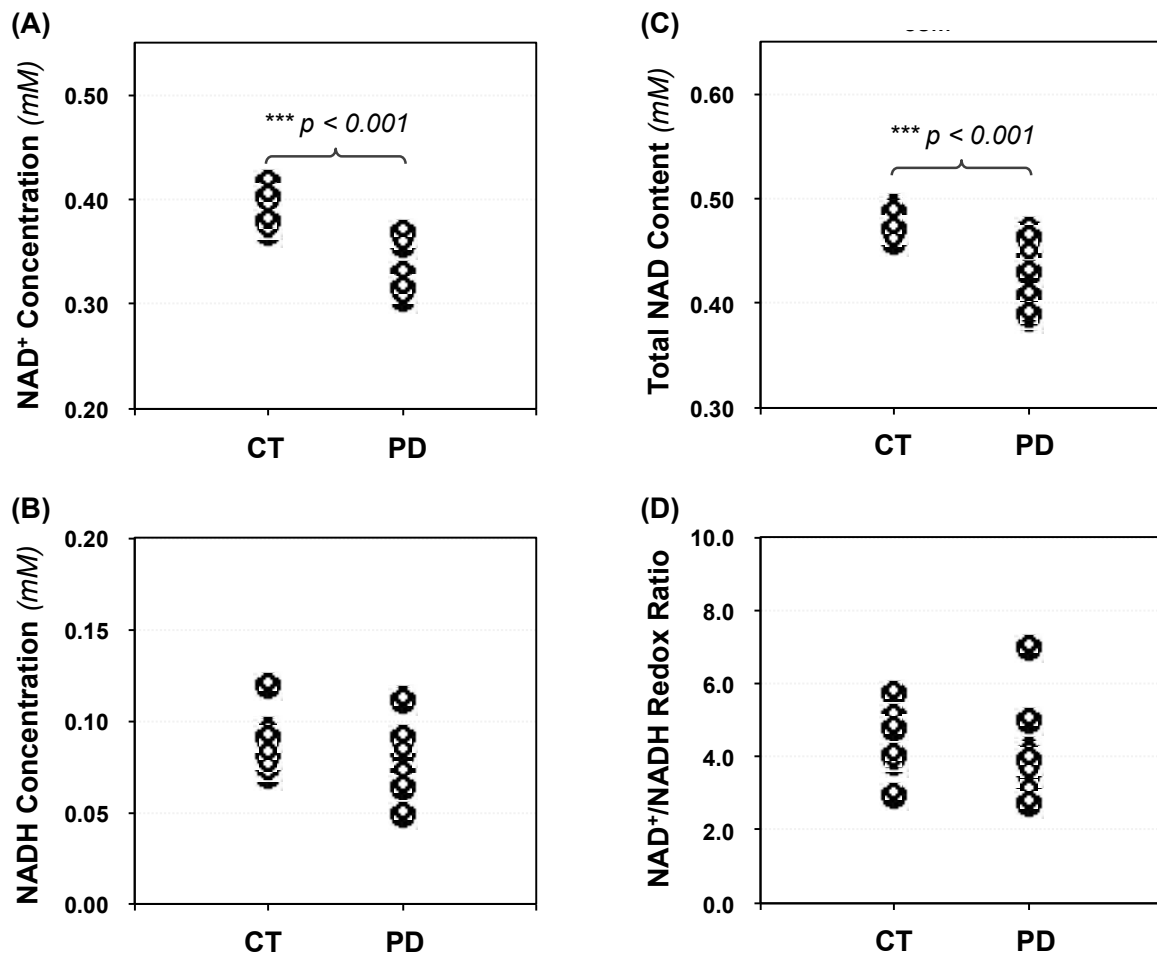 (A)
NAD⁺ Concentration (mM)
0.50
0.40
0.30
0.20
*** p < 0.001
CT PD
(C)
Total NAD Content (mM)
0.60
0.50
0.40
0.30
*** p < 0.001
CT PD
(B)
NADH Concentration (mM)
0.20
0.15
0.10
0.05
0.00
CT PD
(D)
NAD⁺/NADH Redox Ratio
10.0
8.0
6.0
4.0
2.0
0.0
CT PD